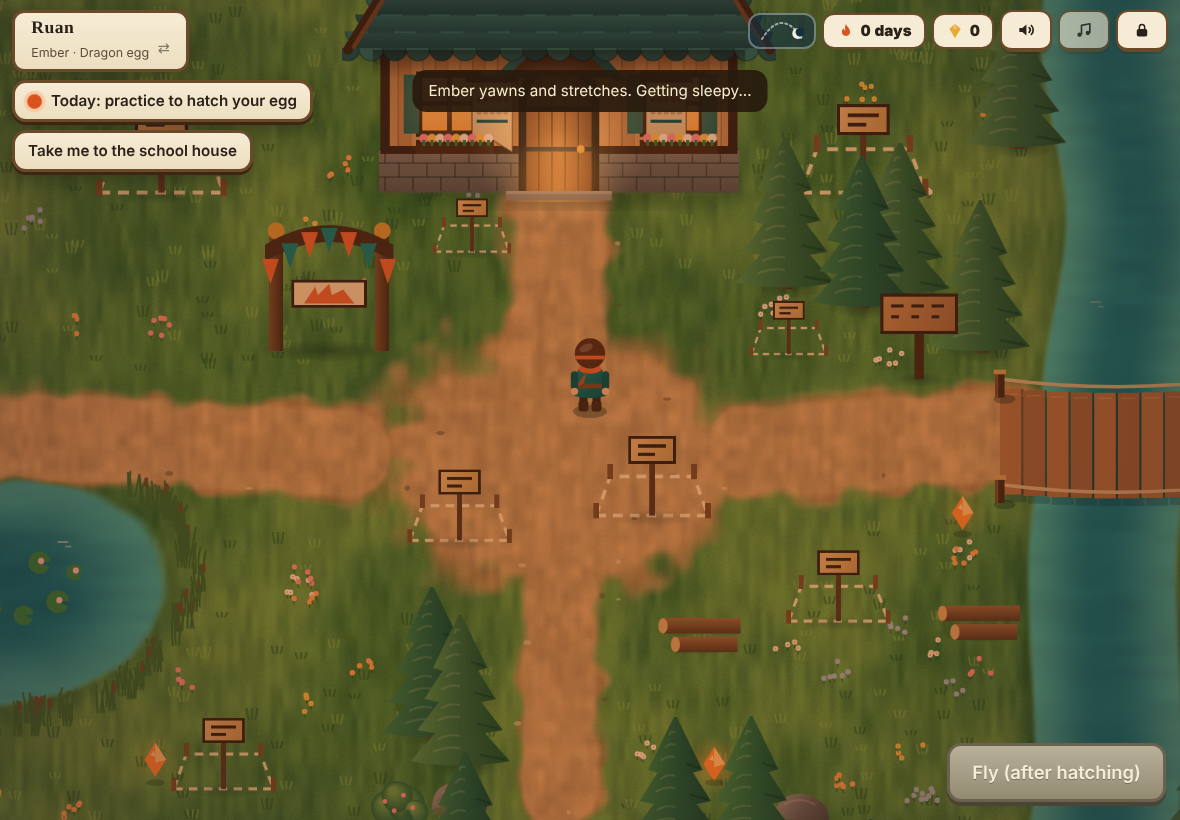 Ruan
Ember · Dragon egg
0 days
0
Today: practice to hatch your egg
Ember yawns and stretches. Getting sleepy...
Take me to the school house
Fly (after hatching)